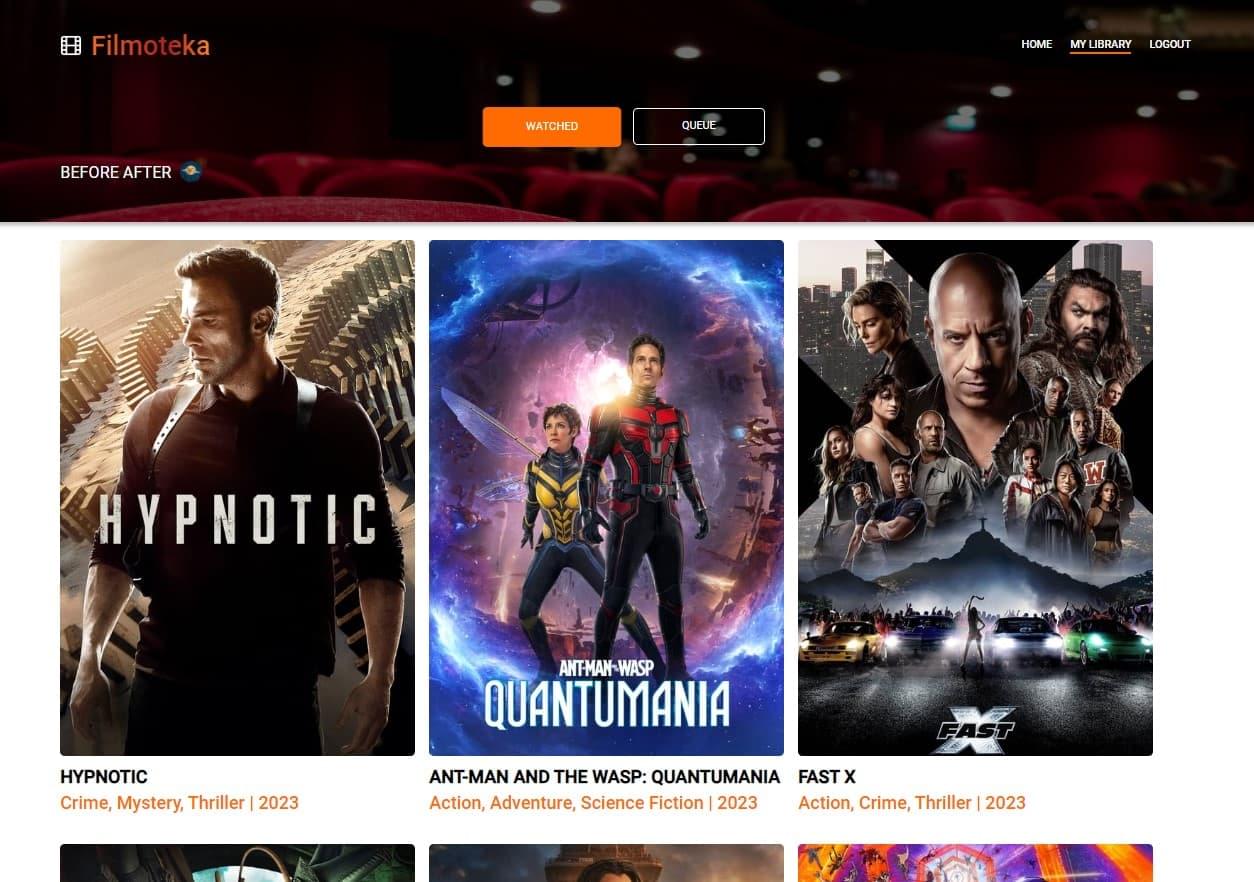 Filmoteka
HOME MY LIBRARY LOGOUT
WATCHED QUEUE
BEFORE AFTER
HYPNOTIC
ANT-MAN AND THE WASP
QUANTUMANIA
W
FAST X
HYPNOTIC
Crime, Mystery, Thriller | 2023
ANT-MAN AND THE WASP: QUANTUMANIA
Action, Adventure, Science Fiction | 2023
FAST X
Action, Crime, Thriller | 2023